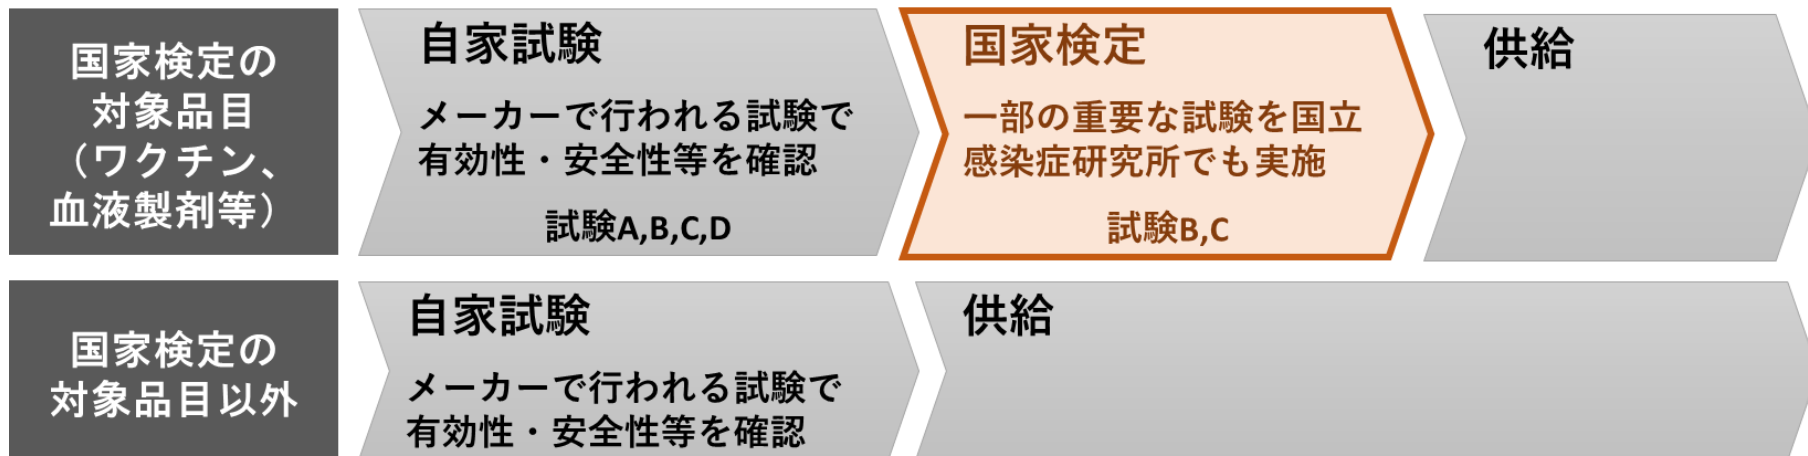 国家検定の
対象品目
（ワクチン、
血液製剤等）
自家試験
メーカーで行われる試験で
有効性・安全性等を確認
試験A,B,C,D
国家検定
一部の重要な試験を国立
感染症研究所でも実施
試験B,C
供給
国家検定の
対象品目以外
自家試験
メーカーで行われる試験で
有効性・安全性等を確認
供給